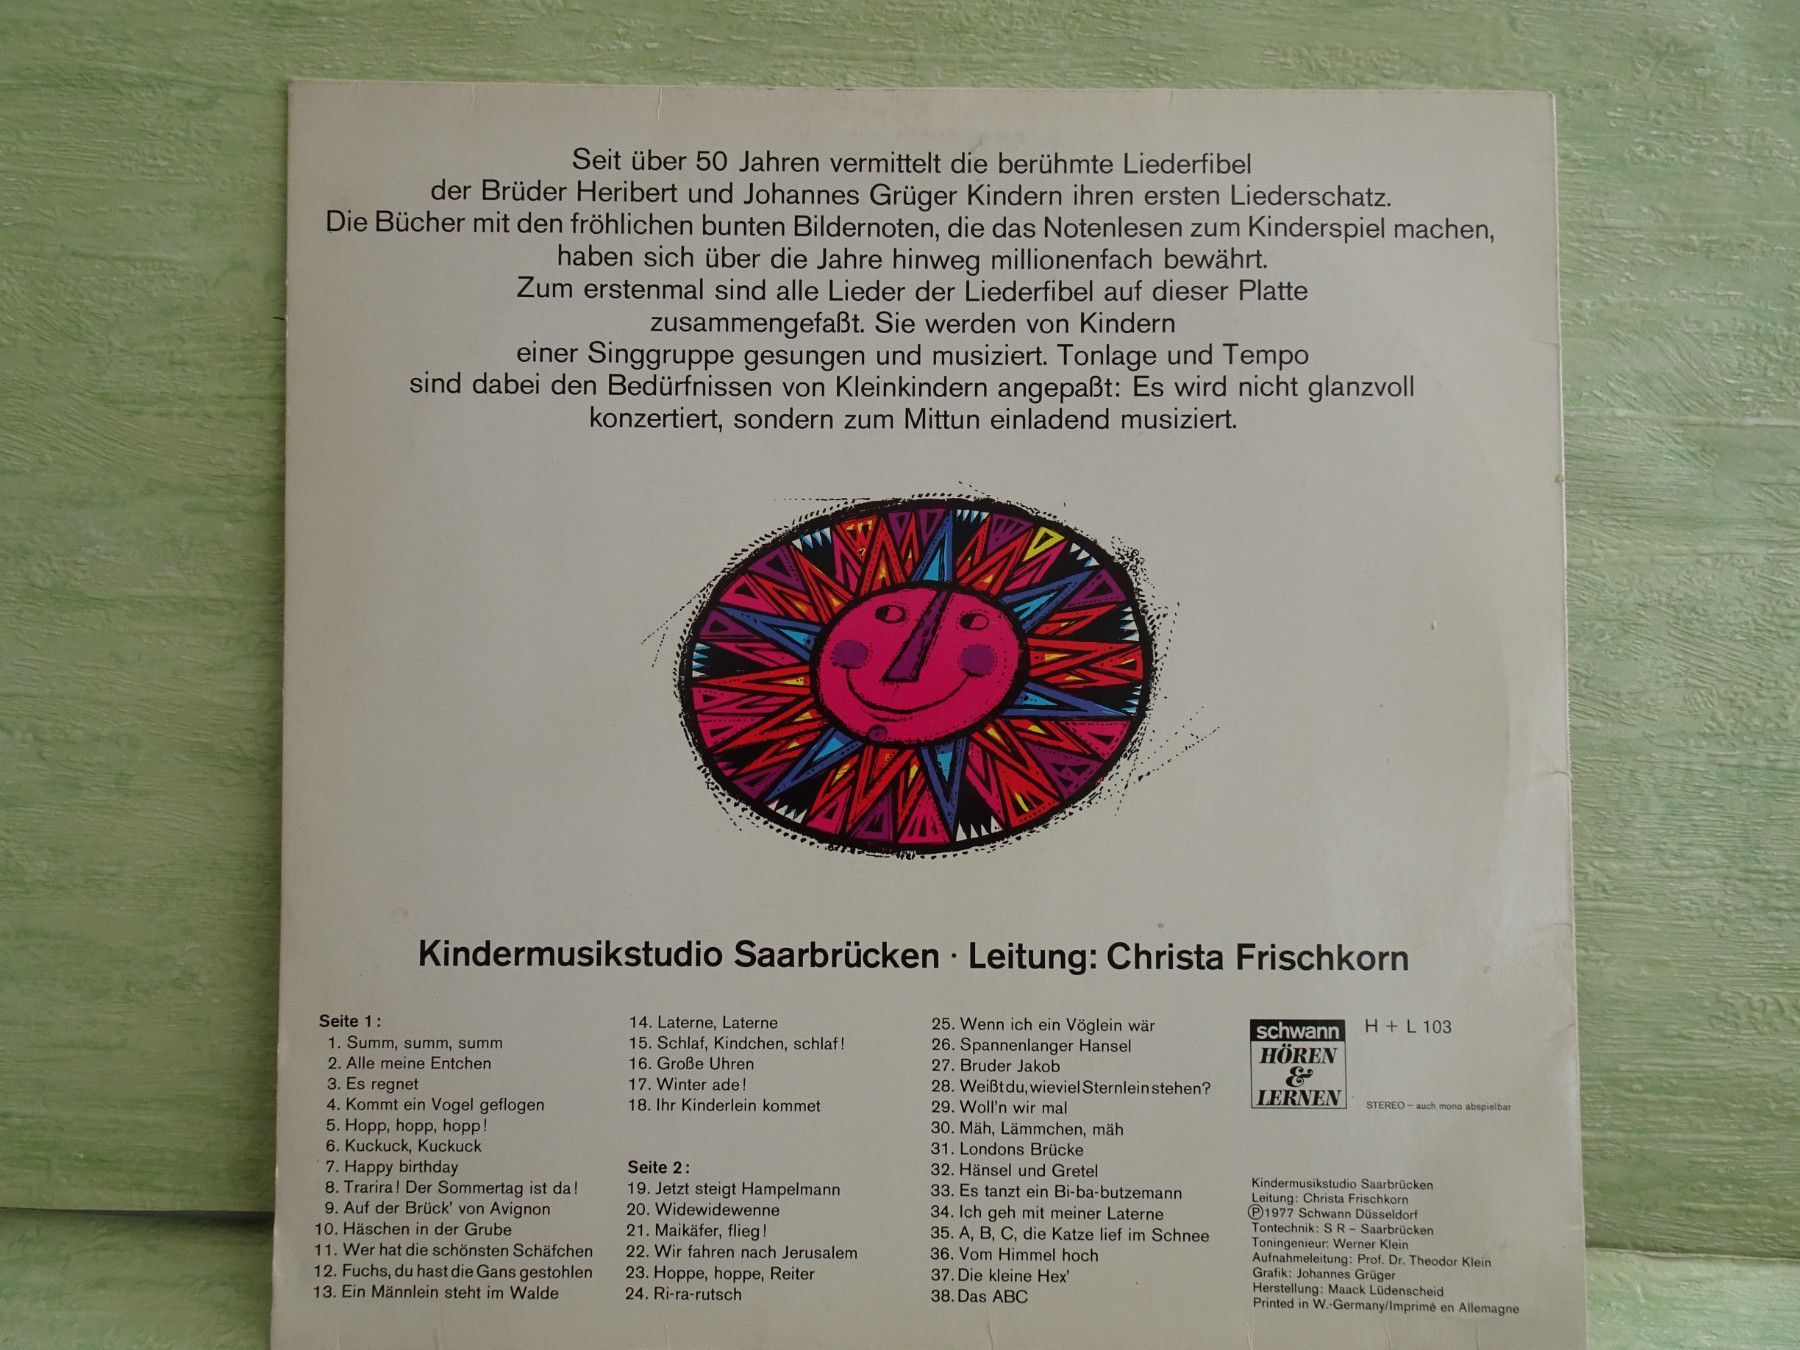 Seit über 50 Jahren vermittelt die berühmte Liederfibel
der Brüder Heribert und Johannes Grüger Kindern ihren ersten Liederschatz.
Die Bücher mit den fröhlichen bunten Bildernoten, die das Notenlesen zum Kinderspiel machen,
haben sich über die Jahre hinweg millionenfach bewährt.
Zum erstenmal sind alle Lieder der Liederfibel auf dieser Platte
zusammengefaßt. Sie werden von Kindern
einer Singgruppe gesungen und musiziert. Tonlage und Tempo
sind dabei den Bedürfnissen von Kleinkindern angepaßt: Es wird nicht glanzvoll
konzertiert, sondern zum Mittun einladend musiziert.
Kindermusikstudio Saarbrücken · Leitung: Christa Frischkorn
Seite 1:
1. Summ, summ, summ
2. Alle meine Entchen
3. Es regnet
4. Kommt ein Vogel geflogen
5. Hopp, hopp, hopp!
6. Kuckuck, Kuckuck
7. Happy birthday
8. Trarira! Der Sommertag ist da!
9. Auf der Brück' von Avignon
10. Häschen in der Grube
11. Wer hat die schönsten Schäfchen
12. Fuchs, du hast die Gans gestohlen
13. Ein Männlein steht im Walde
14. Laterne, Laterne
15. Schlaf, Kindchen, schlaf!
16. Große Uhren
17. Winter ade!
18. Ihr Kinderlein kommet
Seite 2:
19. Jetzt steigt Hampelmann
20. Widewidewenne
21. Maikäfer, flieg!
22. Wir fahren nach Jerusalem
23. Hoppe, hoppe, Reiter
24. Ri-ra-rutsch
25. Wenn ich ein Vöglein wär
26. Spannenlanger Hansel
27. Bruder Jakob
28. Weißt du, wieviel Sternlein stehen?
29. Woll'n wir mal
30. Mäh, Lämmchen, mäh
31. Londons Brücke
32. Hänsel und Gretel
33. Es tanzt ein Bi-ba-butzemann
34. Ich geh mit meiner Laterne
35. A, B, C, die Katze lief im Schnee
36. Vom Himmel hoch
37. Die kleine Hex'
38. Das ABC
schwann
HÖREN
&
LERNEN
H + L 103
STEREO – auch mono abspielbar
Kindermusikstudio Saarbrücken
Leitung: Christa Frischkorn
Ⓟ1977 Schwann Düsseldorf
Tontechnik: S R – Saarbrücken
Toningenieur: Werner Klein
Aufnahmeleitung: Prof. Dr. Theodor Klein
Grafik: Johannes Grüger
Herstellung: Maack Lüdenscheid
Printed in W.-Germany/Imprimé en Allemagne